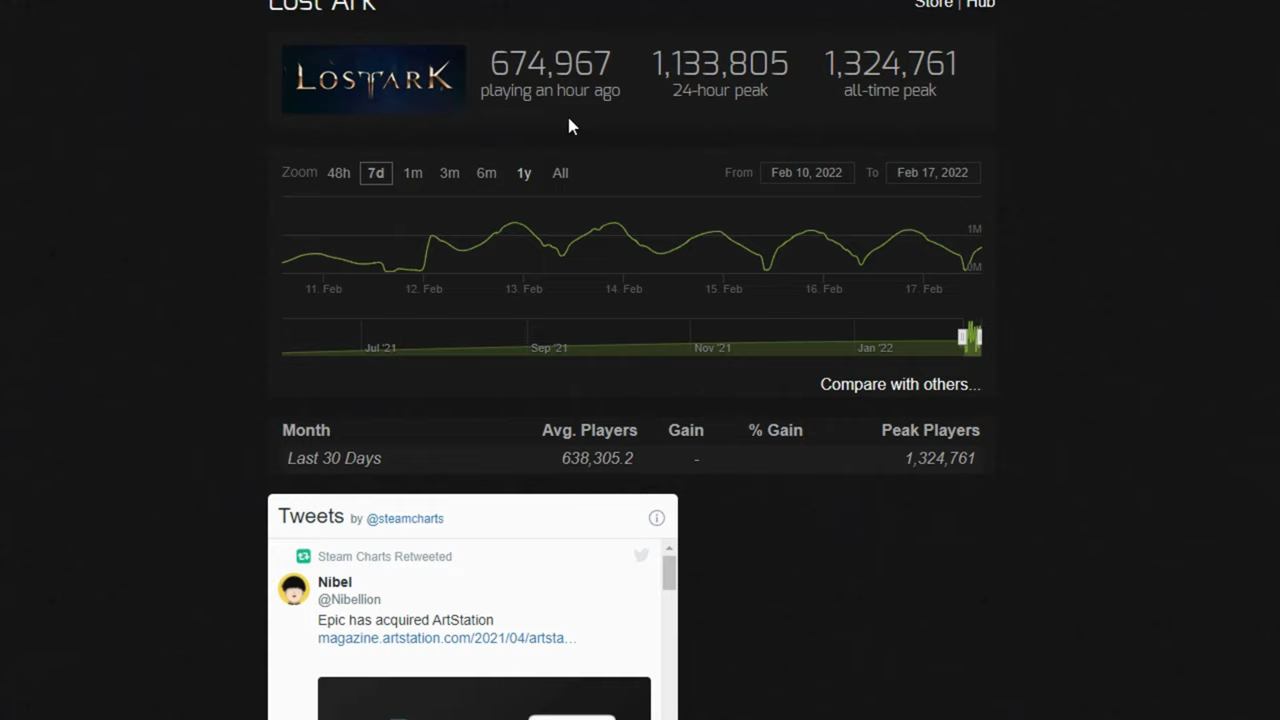 Lost Ark
Store | Hub
LOST ARK
674,967
playing an hour ago
1,133,805
24-hour peak
1,324,761
all-time peak
Zoom 48h 7d 1m 3m 6m 1y All
From Feb 10, 2022 To Feb 17, 2022
1M
0M
11. Feb 12. Feb 13. Feb 14. Feb 15. Feb 16. Feb 17. Feb
Jul '21 Sep '21 Nov '21 Jan '22
Compare with others...
Month Avg. Players Gain % Gain Peak Players
Last 30 Days 638,305.2 - 1,324,761
Tweets by @steamcharts
Steam Charts Retweeted
Nibel
@Nibellion
Epic has acquired ArtStation
magazine.artstation.com/2021/04/artsta…